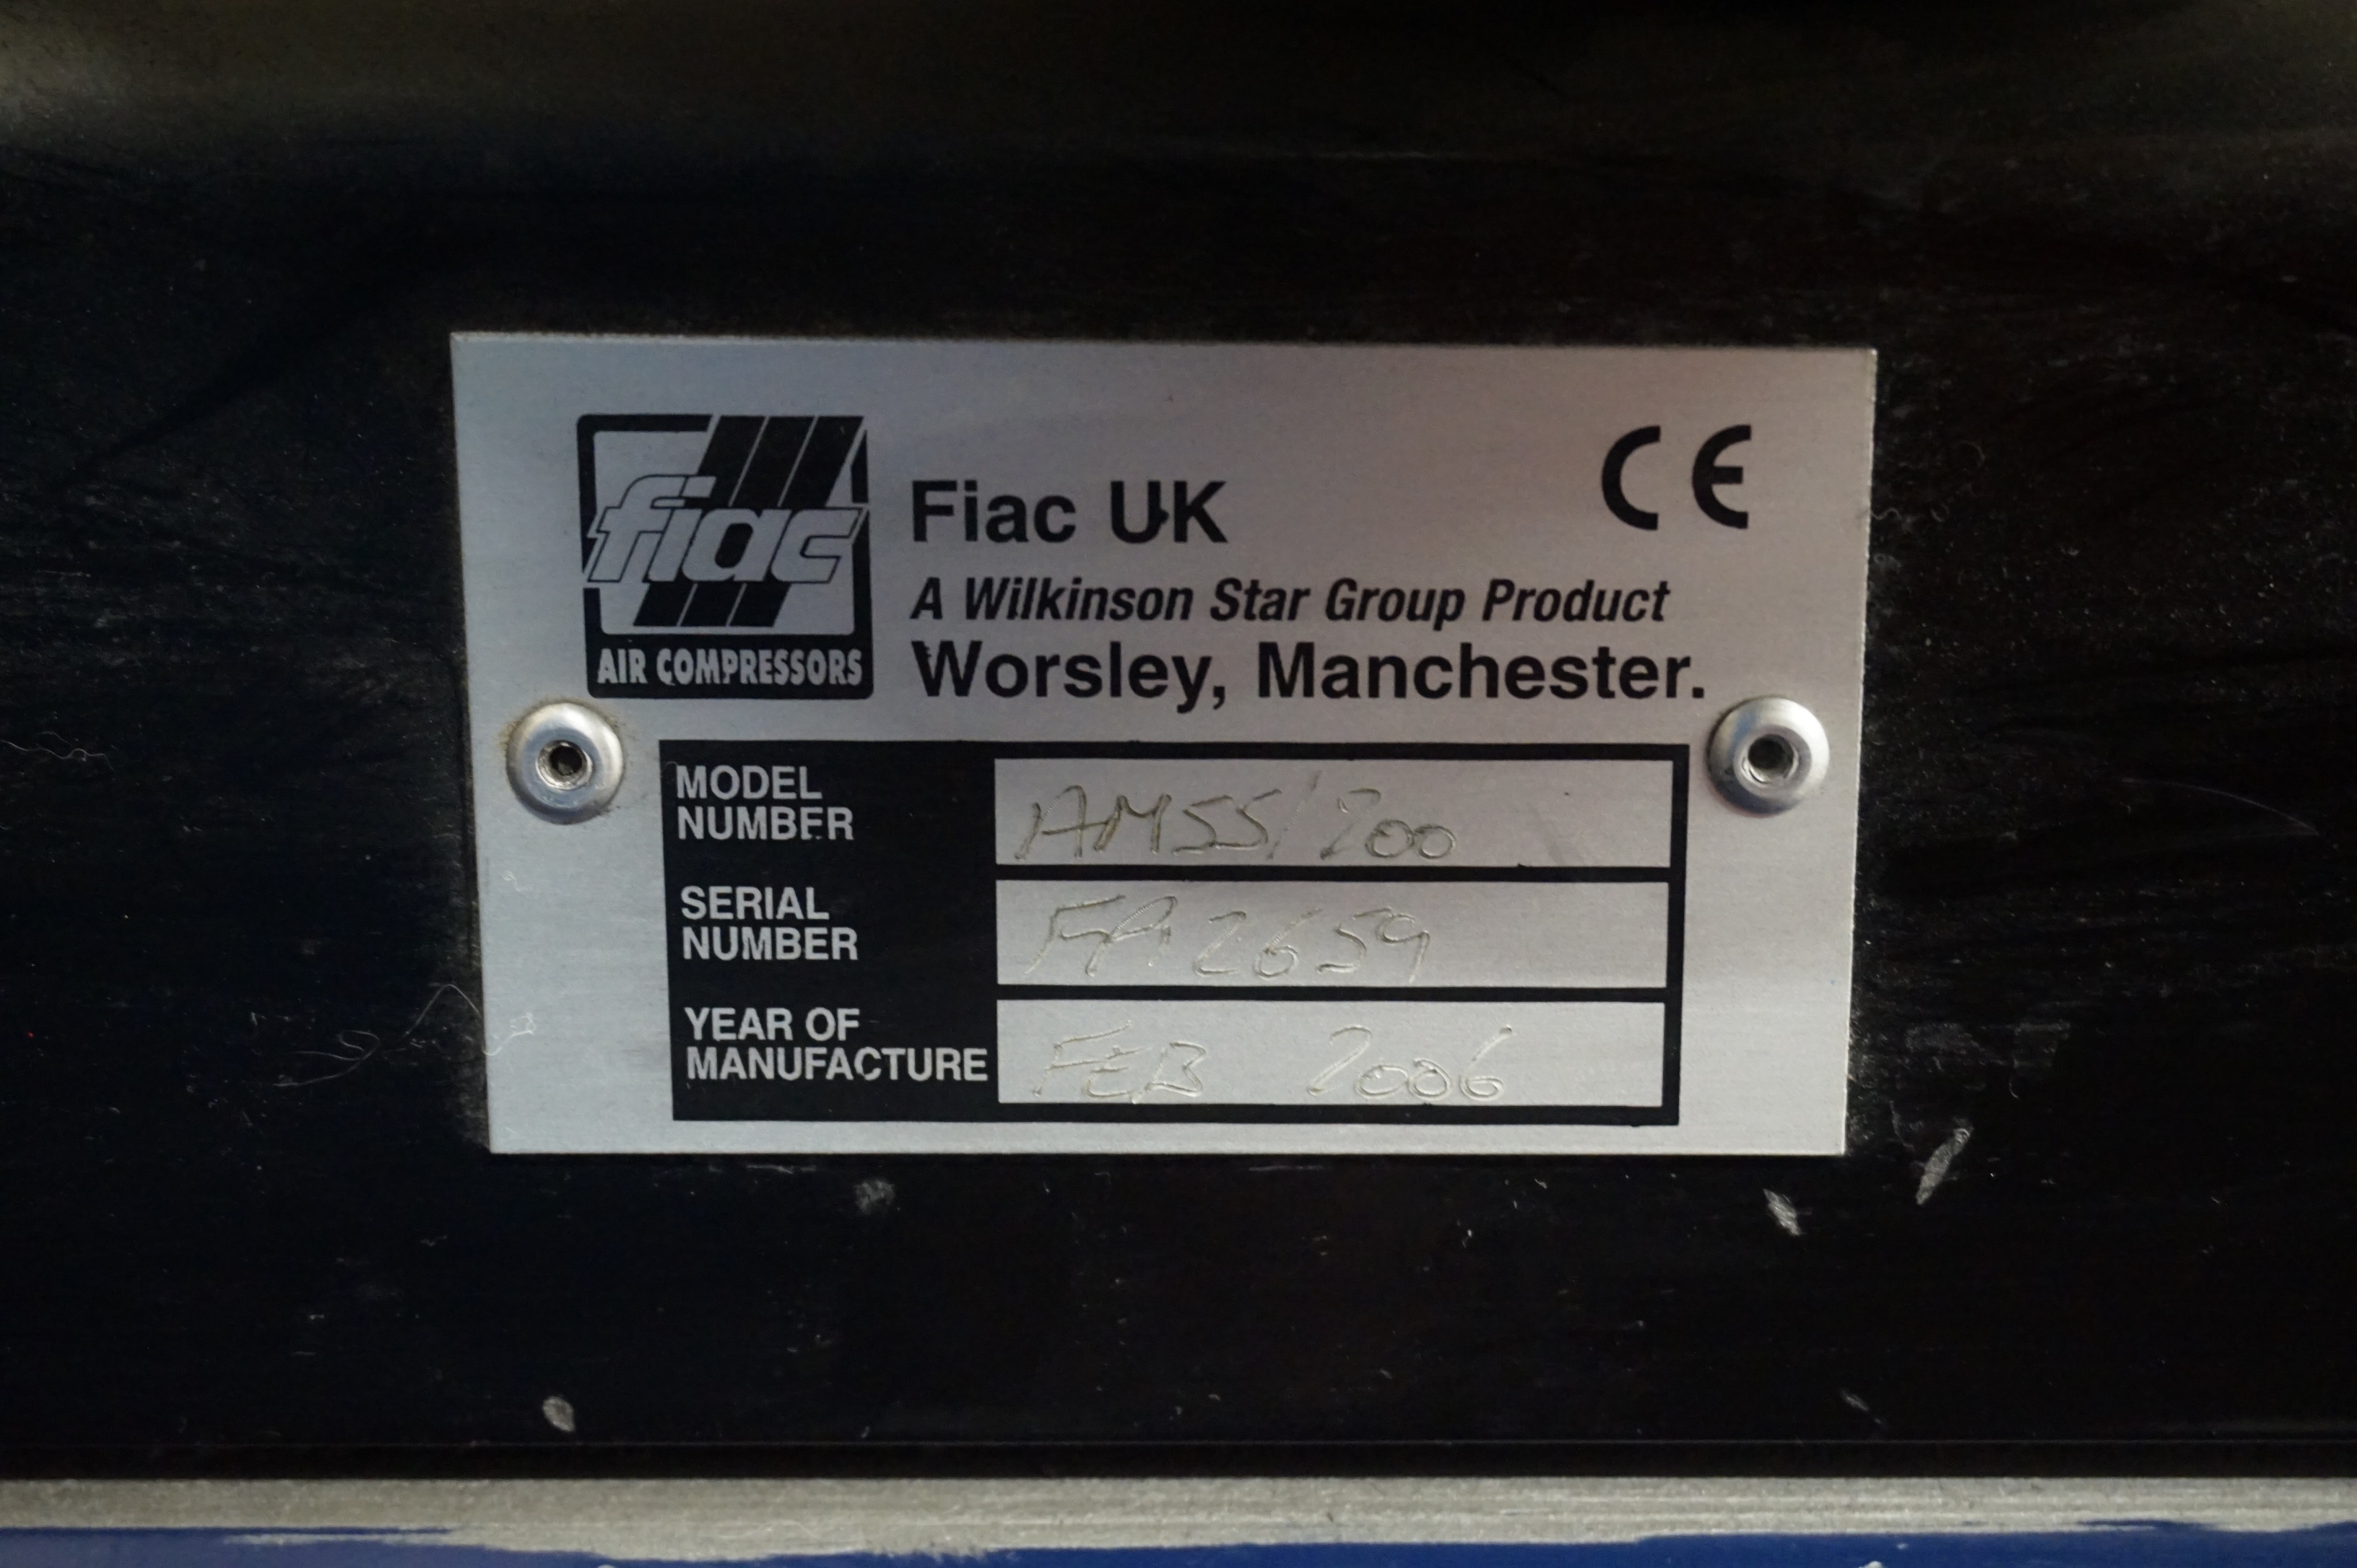 fiac
AIR COMPRESSORS
Fiac UK
CE
A Wilkinson Star Group Product
Worsley, Manchester.
MODEL
NUMBER
AM55/200
SERIAL
NUMBER
FA2659
YEAR OF
MANUFACTURE
FEB 2006